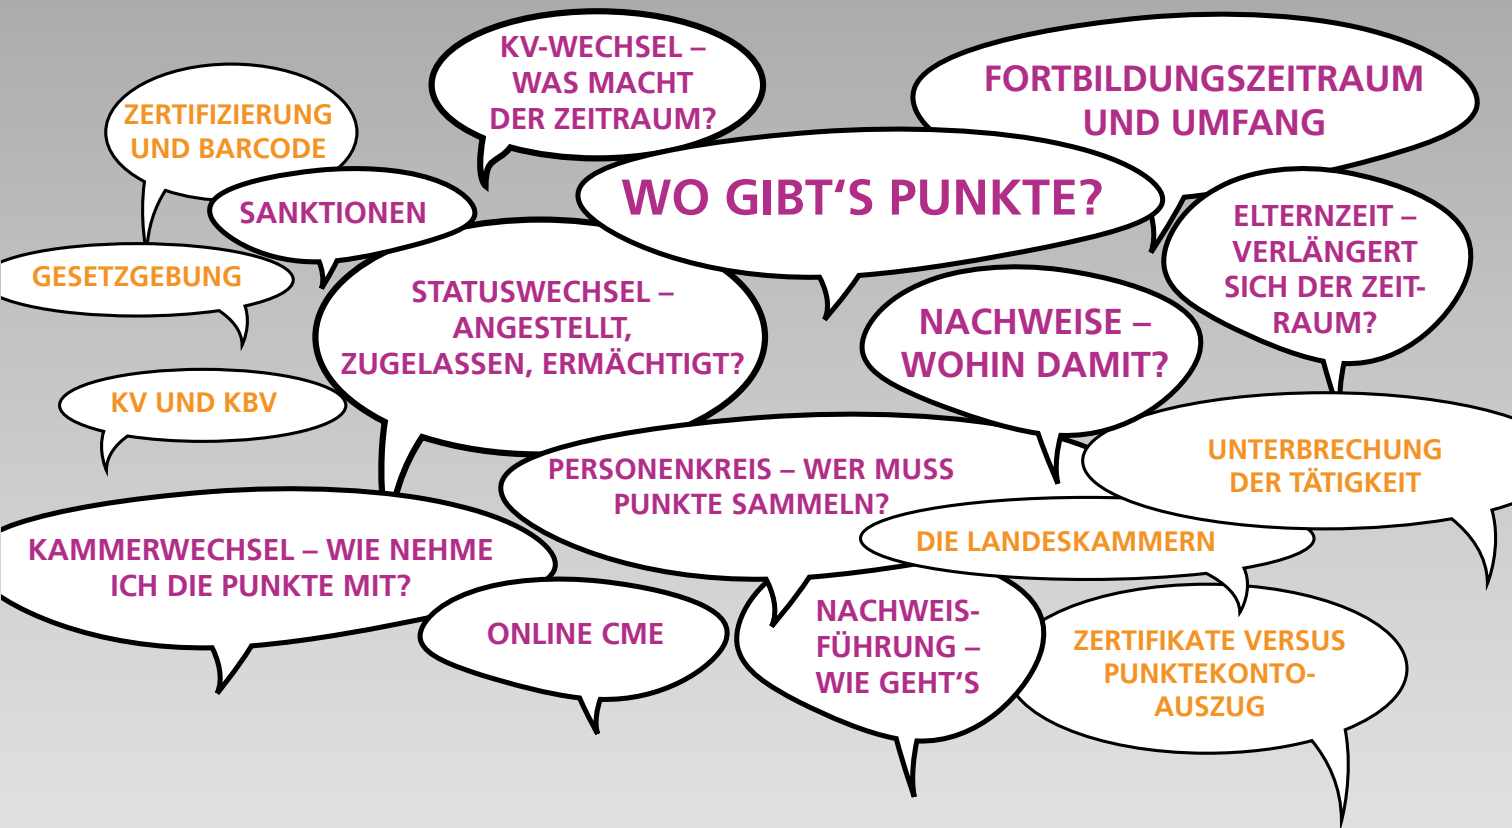 KV-WECHSEL –
WAS MACHT
DER ZEITRAUM?
FORTBILDUNGSZEITRAUM
UND UMFANG
ZERTIFIZIERUNG
UND BARCODE
WO GIBT‘S PUNKTE?
SANKTIONEN
ELTERNZEIT –
VERLÄNGERT
SICH DER ZEIT-
RAUM?
GESETZGEBUNG
STATUSWECHSEL –
ANGESTELLT,
ZUGELASSEN, ERMÄCHTIGT?
NACHWEISE –
WOHIN DAMIT?
KV UND KBV
UNTERBRECHUNG
DER TÄTIGKEIT
PERSONENKREIS – WER MUSS
PUNKTE SAMMELN?
DIE LANDESKAMMERN
KAMMERWECHSEL – WIE NEHME
ICH DIE PUNKTE MIT?
ONLINE CME
NACHWEIS-
FÜHRUNG –
WIE GEHT‘S
ZERTIFIKATE VERSUS
PUNKTEKONTO-
AUSZUG